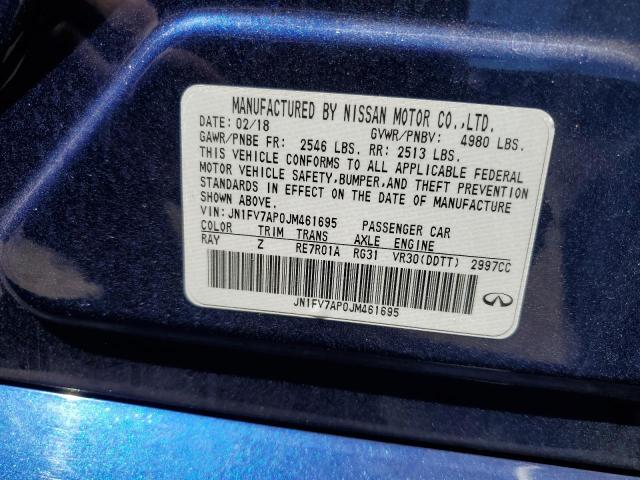 MANUFACTURED BY NISSAN MOTOR CO.,LTD.
DATE: 02/18 GVWR/PNBV: 4980 LBS.
GAWR/PNBE FR: 2546 LBS. RR: 2513 LBS.
THIS VEHICLE CONFORMS TO ALL APPLICABLE FEDERAL
MOTOR VEHICLE SAFETY,BUMPER,AND THEFT PREVENTION
STANDARDS IN EFFECT ON THE DATE OF MANUFACTURE
SHOWN ABOVE.
VIN: JN1FV7AP0JM461695 PASSENGER CAR
COLOR TRIM TRANS AXLE ENGINE
RAY Z RE7R01A RG31 VR30(DDTT) 2997CC
JN1FV7AP0JM461695